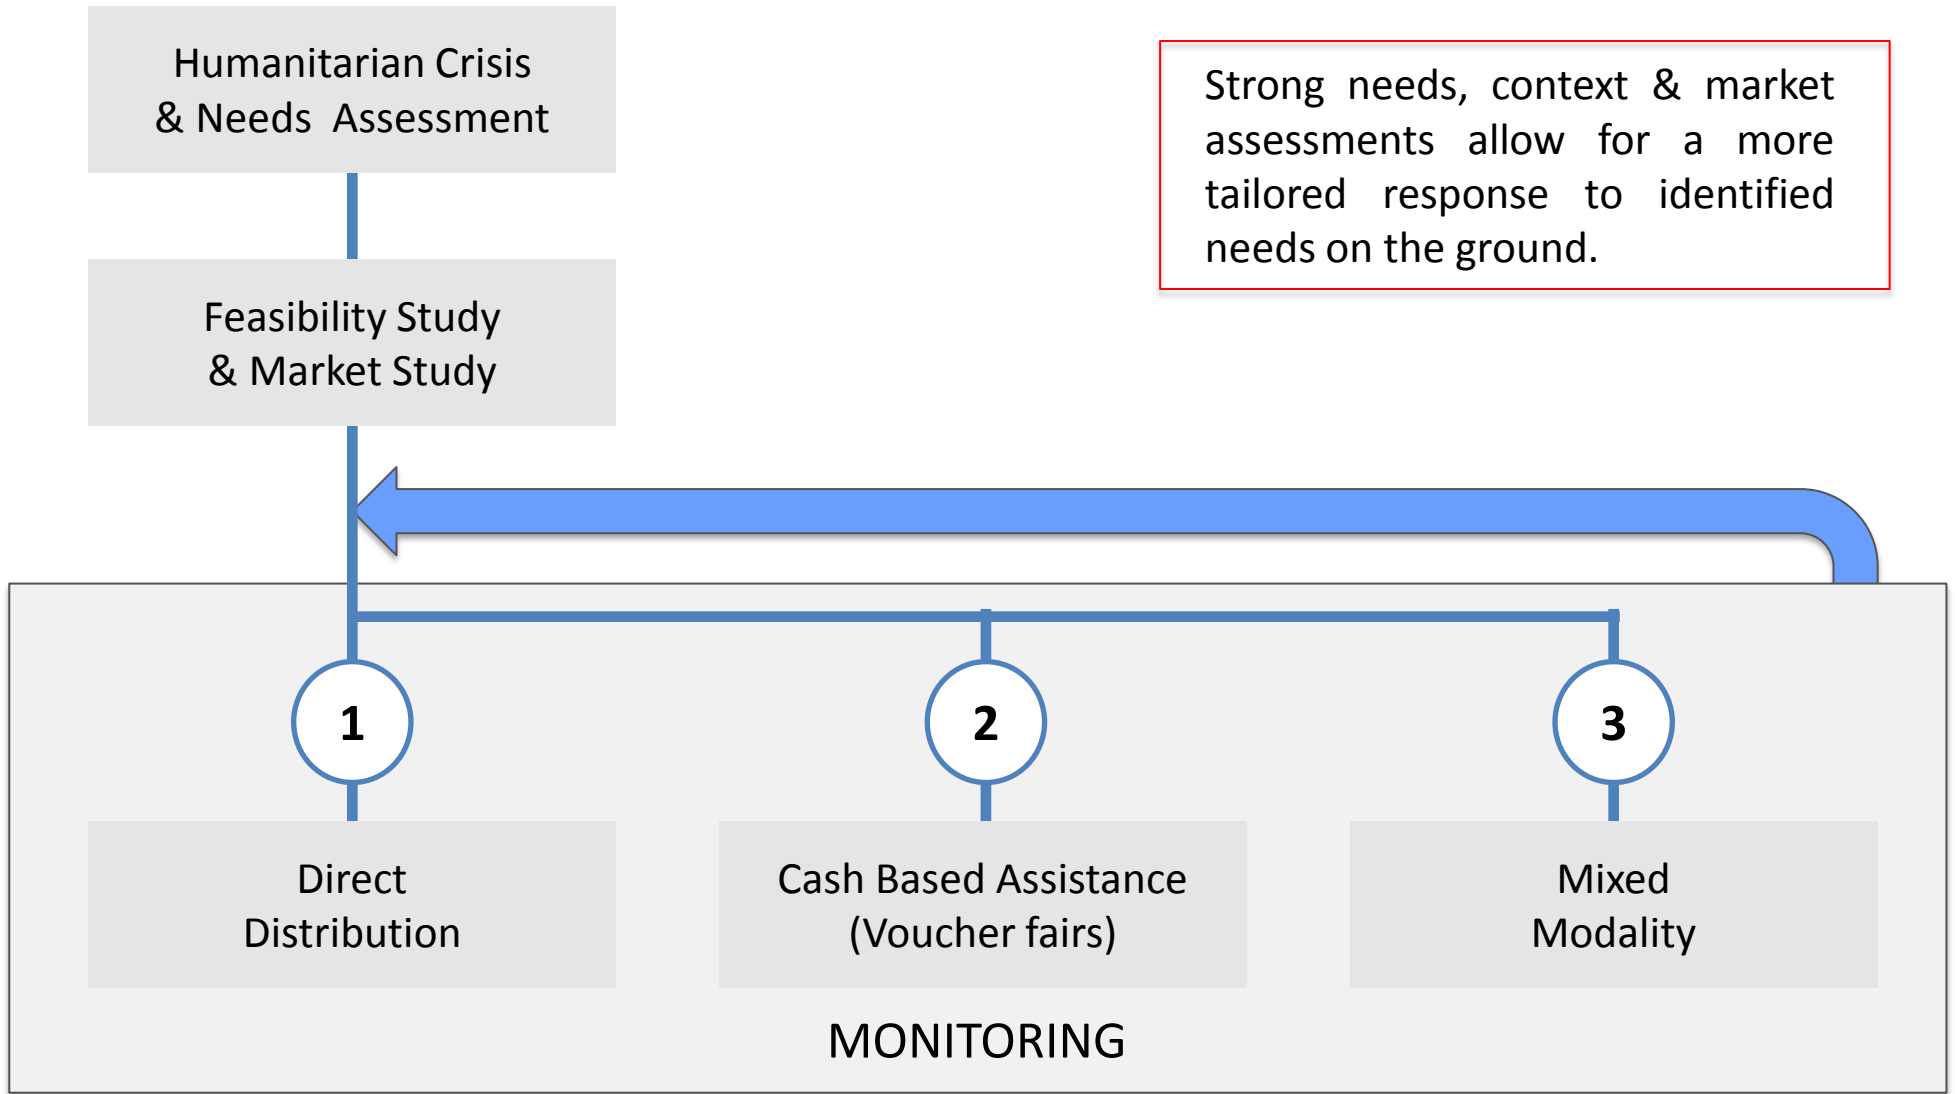 Humanitarian Crisis
& Needs Assessment
Strong needs, context & market
assessments allow for a more
tailored response to identified
needs on the ground.
Feasibility Study
& Market Study
1
2
3
Direct
Distribution
Cash Based Assistance
(Voucher fairs)
Mixed
Modality
MONITORING